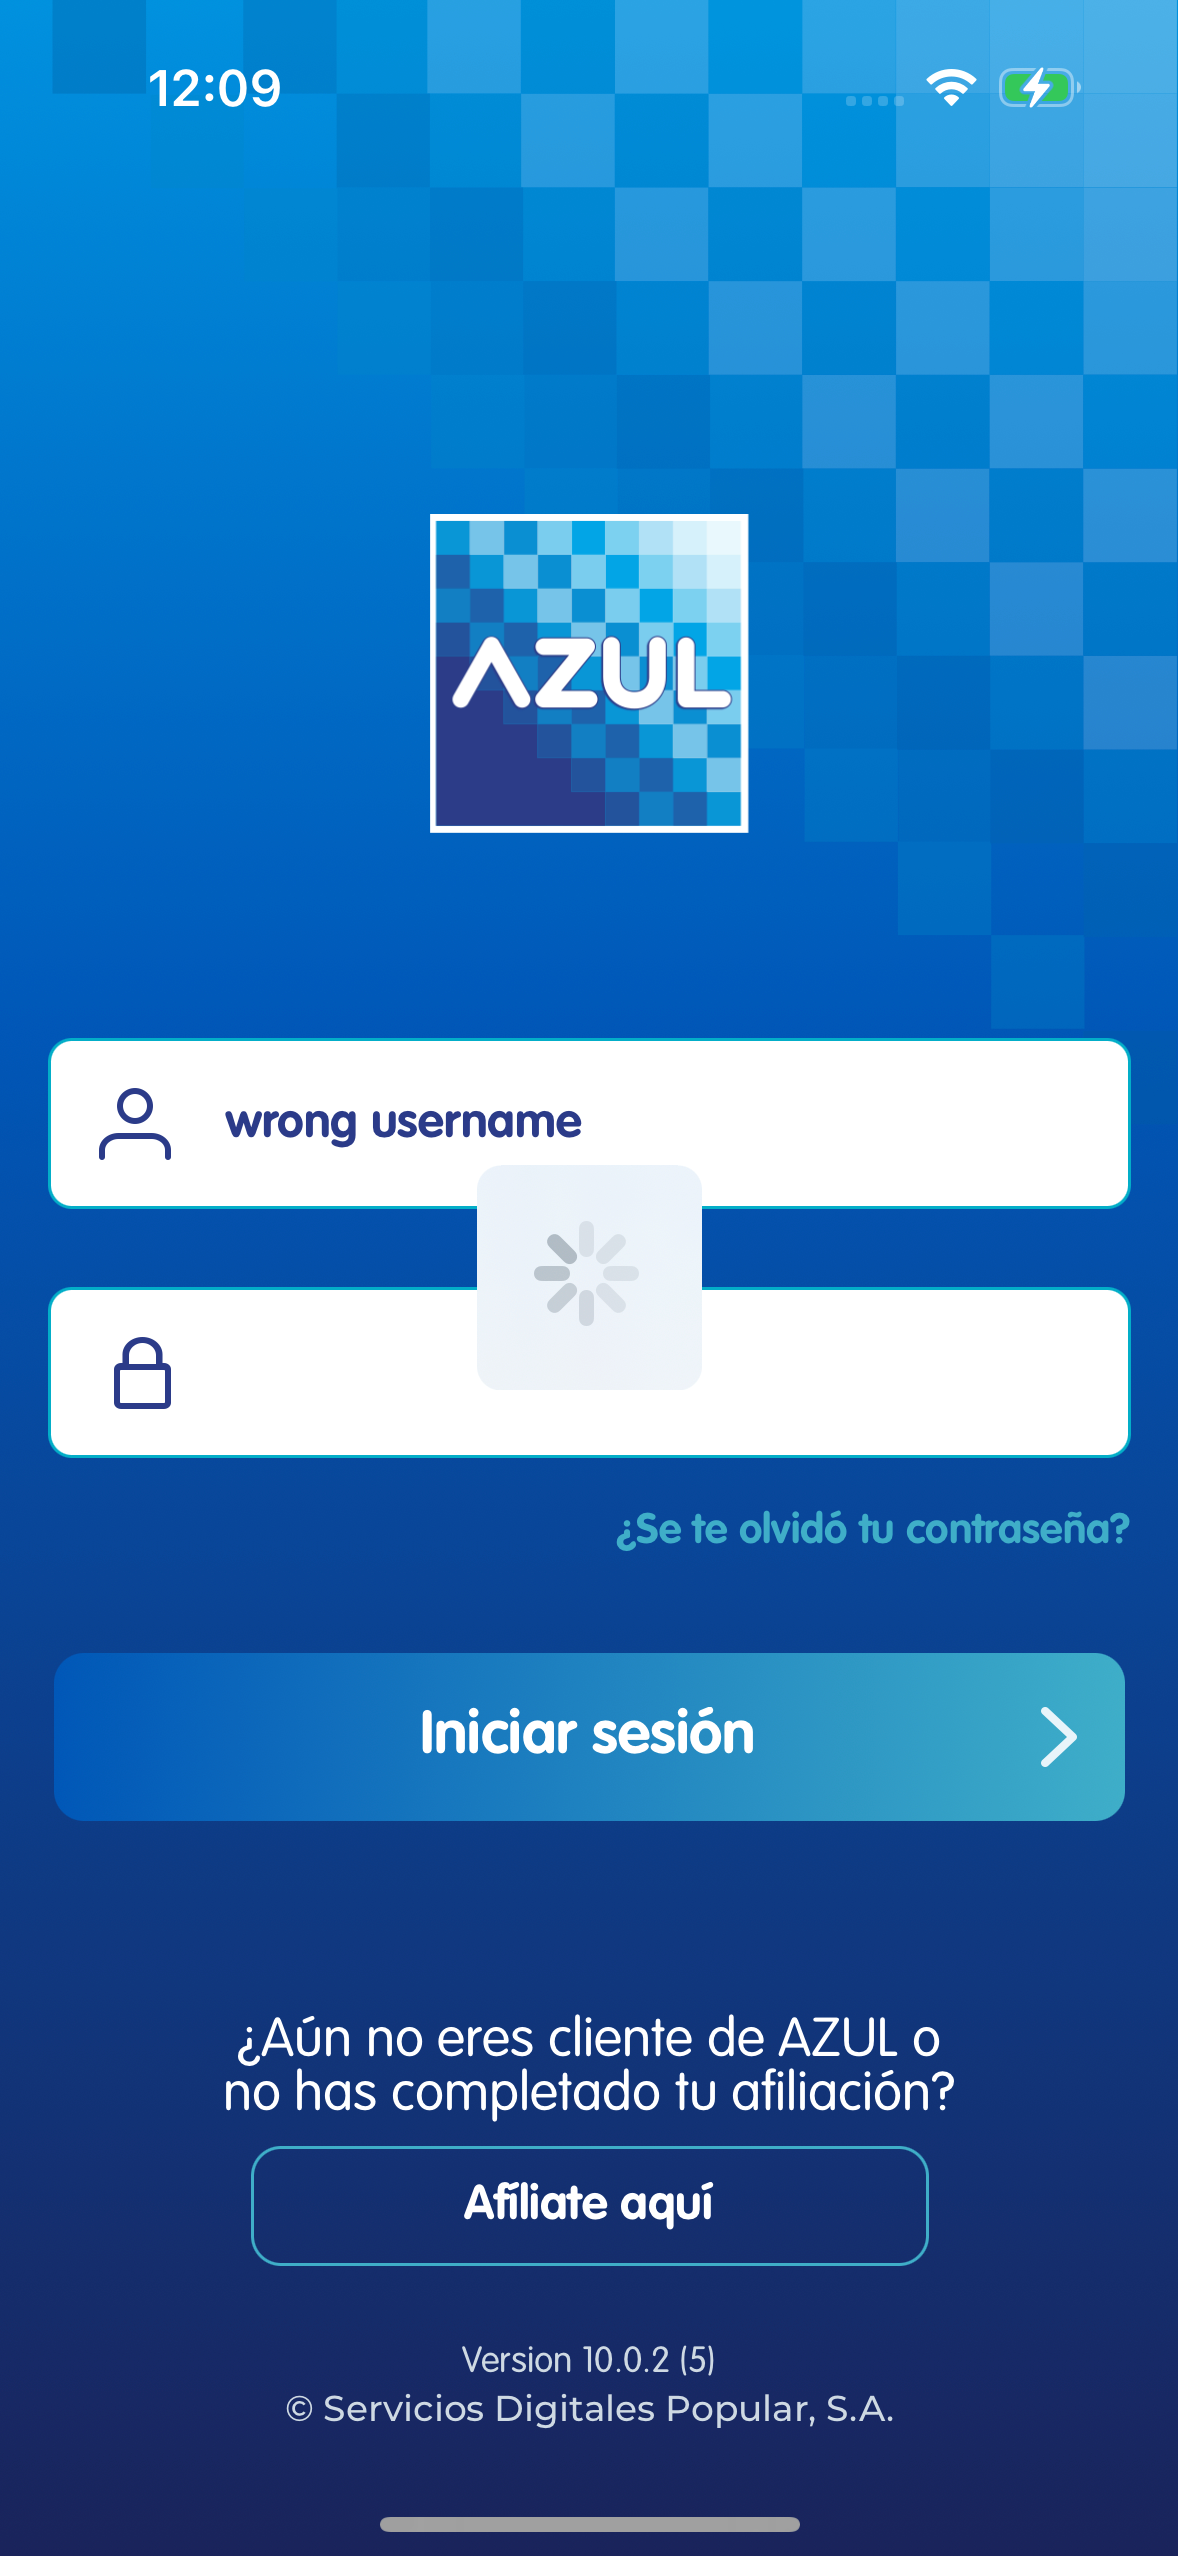 12:09
AZUL
wrong username
¿Se te olvidó tu contraseña?
Iniciar sesión
¿Aún no eres cliente de AZUL o
no has completado tu afiliación?
Afíliate aquí
Version 10.0.2 (5)
© Servicios Digitales Popular, S.A.